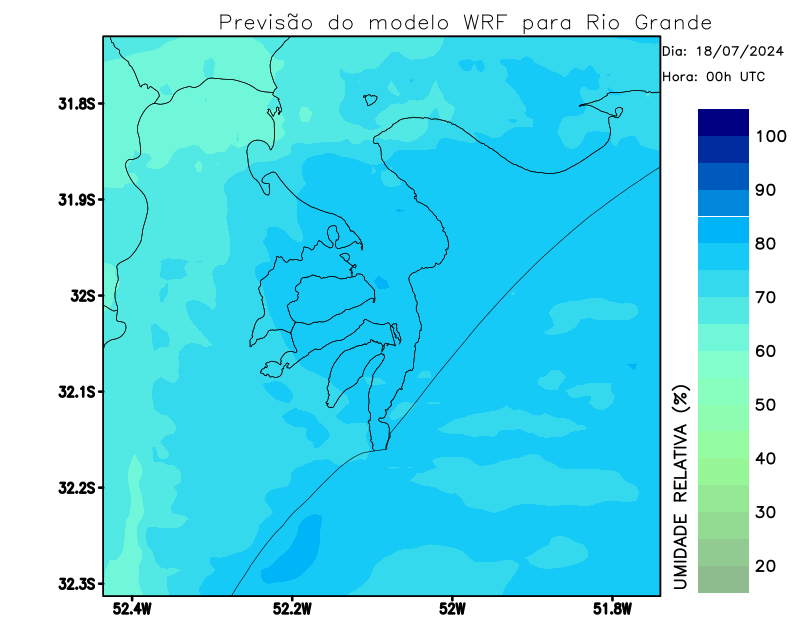 Previsão do modelo WRF para Rio Grande
Dia: 18/07/2024
Hora: 00h UTC
31.8S
31.9S
32S
32.1S
32.2S
32.3S
52.4W
52.2W
52W
51.8W
100
90
80
70
60
50
40
30
20
UMIDADE RELATIVA (%)